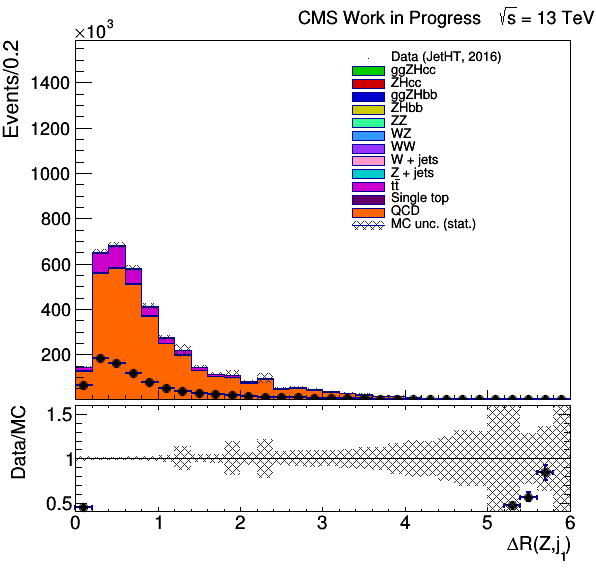 CMS Work in Progress √s = 13 TeV
×10³
Events/0.2
1400
1200
1000
800
600
400
200
Data (JetHT, 2016)
ggZHcc
ZHcc
ggZHbb
ZHbb
ZZ
WZ
WW
W + jets
Z + jets
tt̄
Single top
QCD
MC unc. (stat.)
Data/MC
1.5
1
0.5
0 1 2 3 4 5 6
ΔR(Z,j₁)